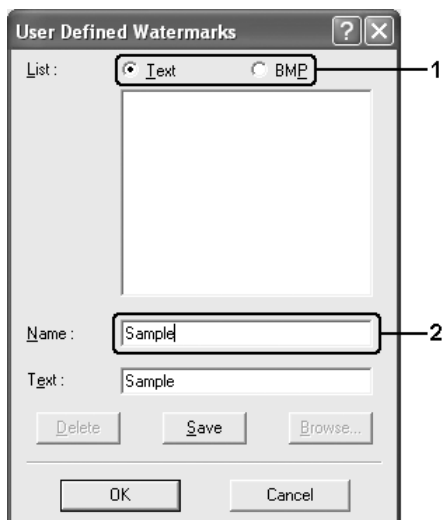 User Defined Watermarks
List : Text BMP 1
Name : Sample 2
Text : Sample
Delete Save Browse...
OK Cancel